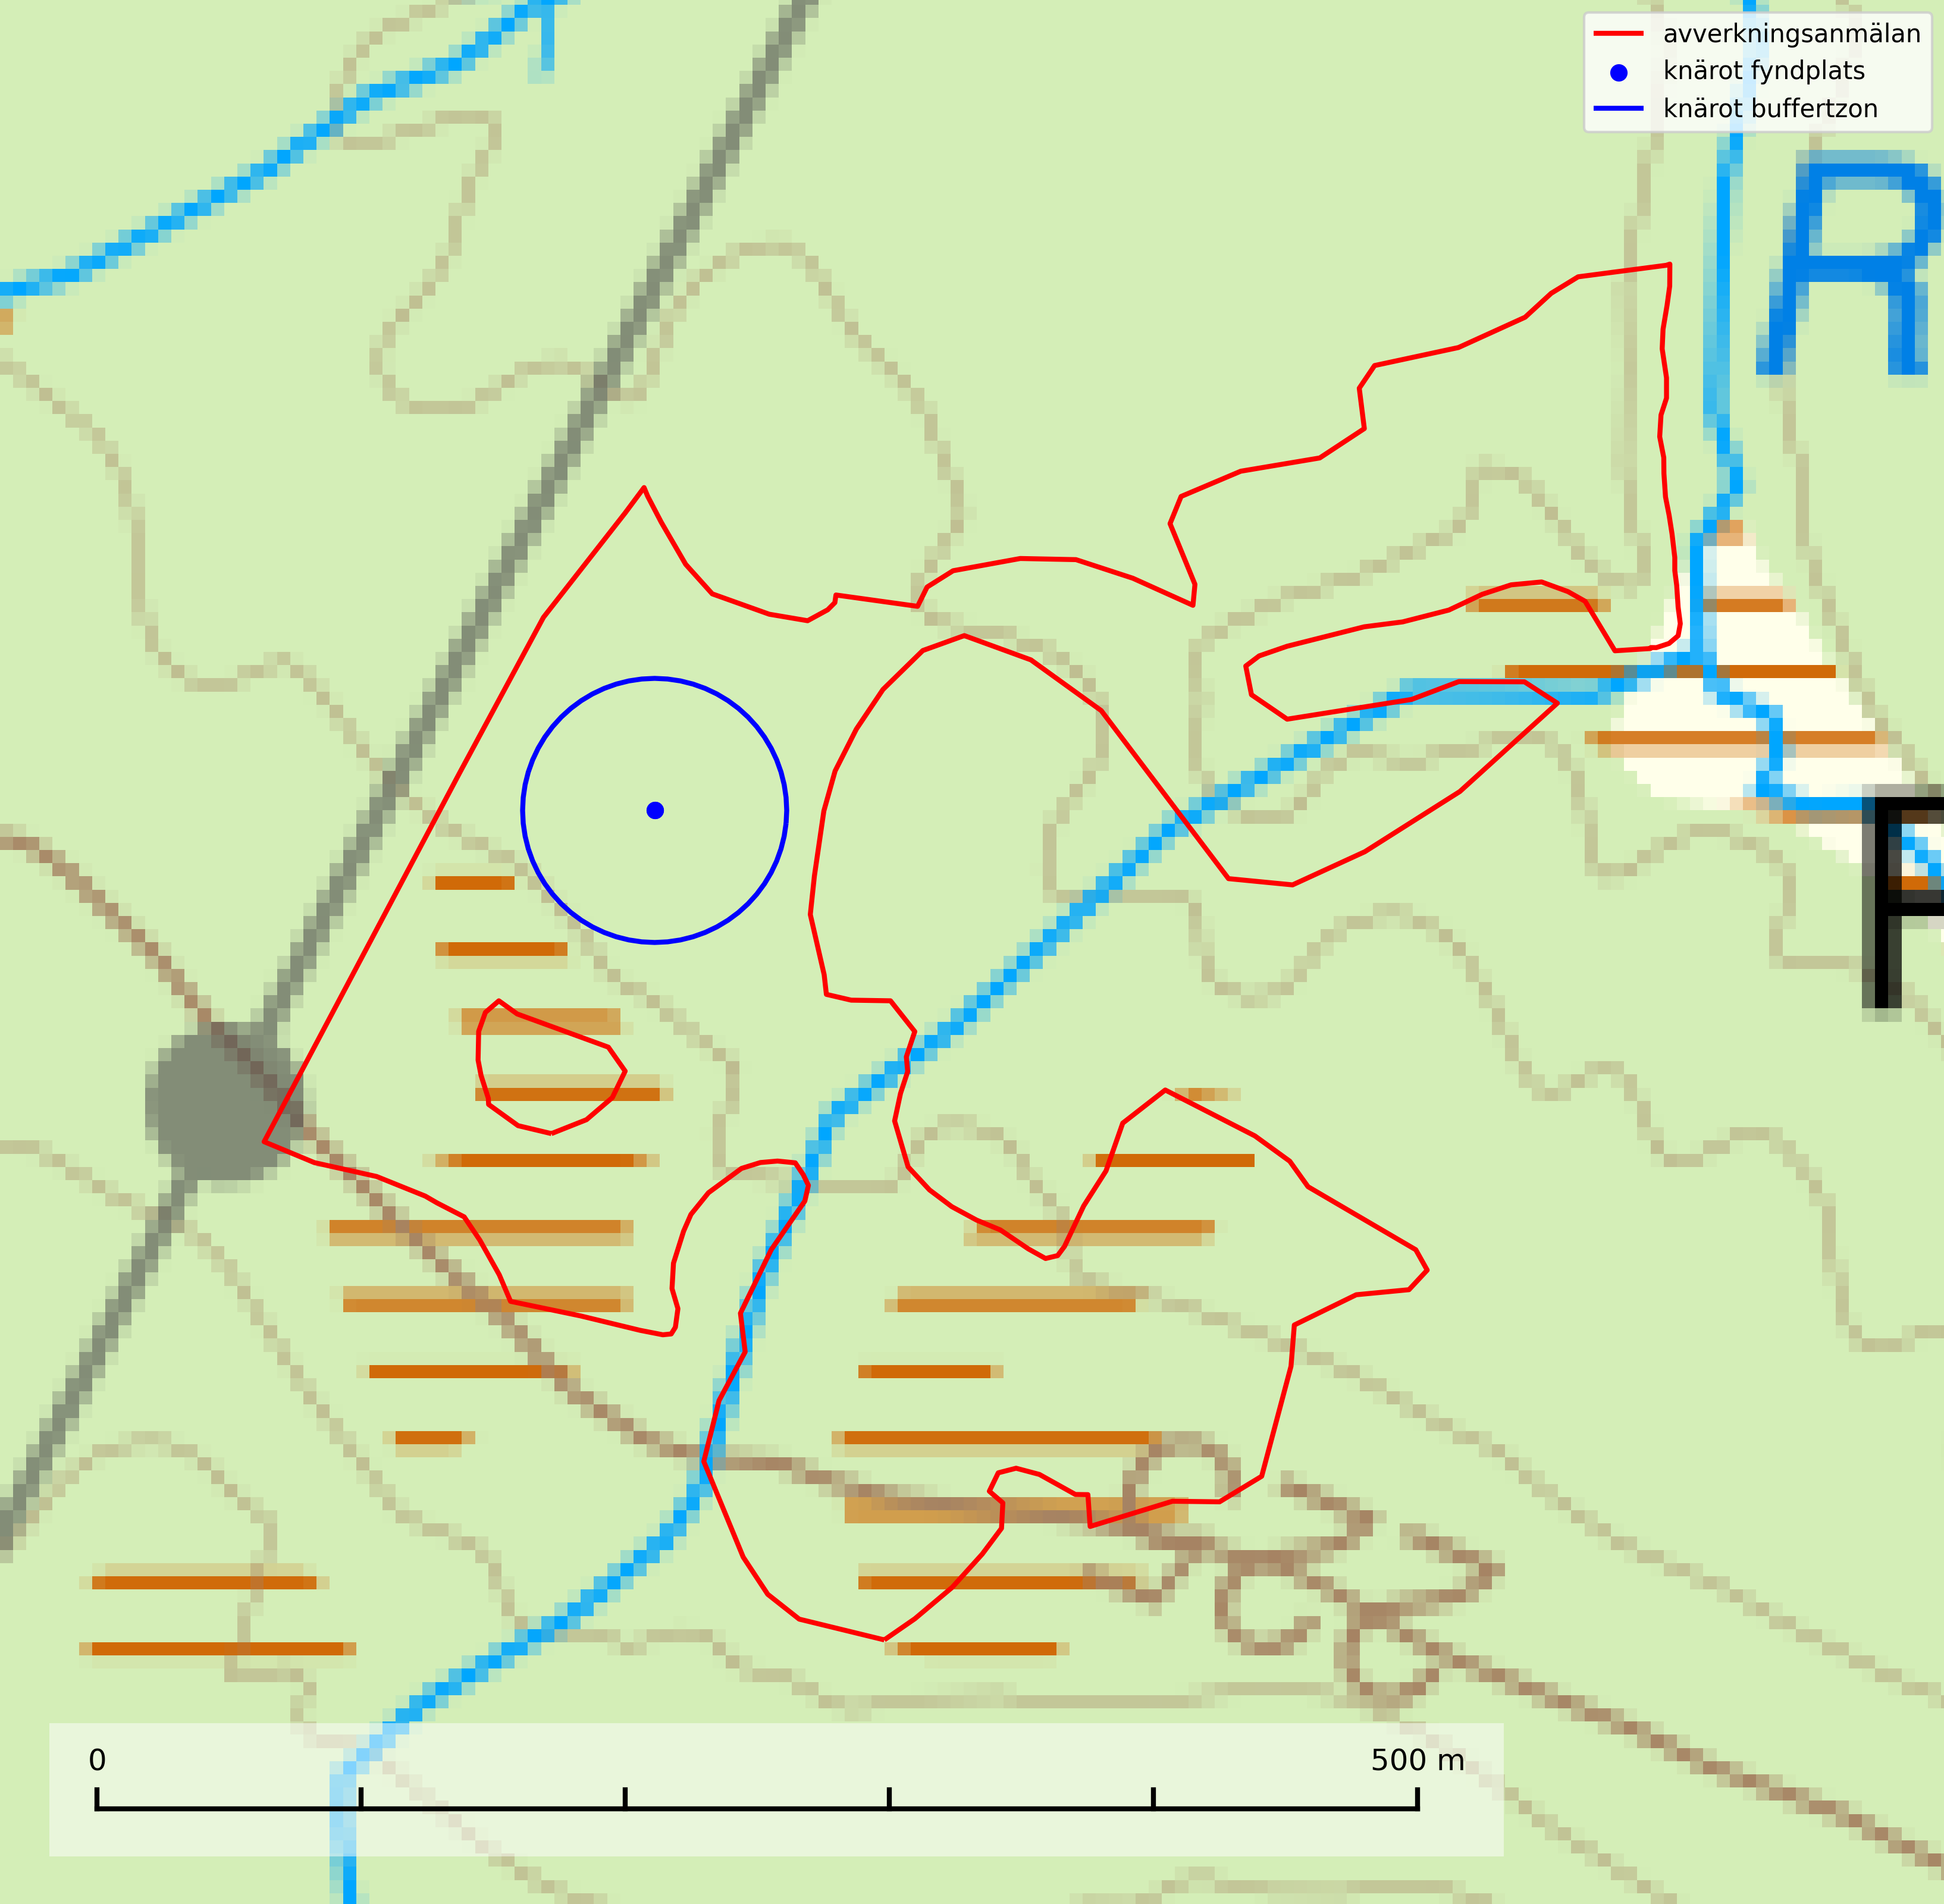 avverkningsanmälan
knärot fyndplats
knärot buffertzon
R
F
0 500 m